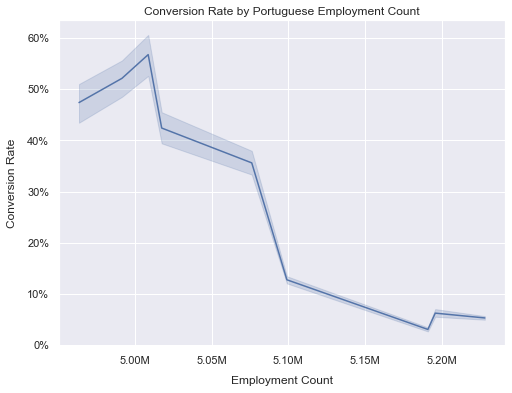 Conversion Rate by Portuguese Employment Count
60%
50%
40%
30%
20%
10%
0%
Conversion Rate
5.00M 5.05M 5.10M 5.15M 5.20M
Employment Count